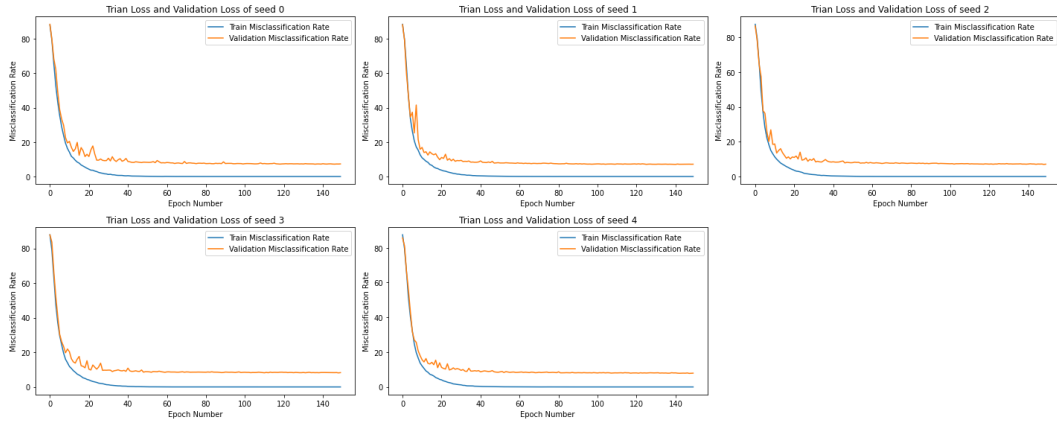 Trian Loss and Validation Loss of seed 0
Train Misclassification Rate
Validation Misclassification Rate
Misclassification Rate
80
60
40
20
0
0 20 40 60 80 100 120 140
Epoch Number
Trian Loss and Validation Loss of seed 1
Train Misclassification Rate
Validation Misclassification Rate
Misclassification Rate
80
60
40
20
0
0 20 40 60 80 100 120 140
Epoch Number
Trian Loss and Validation Loss of seed 2
Train Misclassification Rate
Validation Misclassification Rate
Misclassification Rate
80
60
40
20
0
0 20 40 60 80 100 120 140
Epoch Number
Trian Loss and Validation Loss of seed 3
Train Misclassification Rate
Validation Misclassification Rate
Misclassification Rate
80
60
40
20
0
0 20 40 60 80 100 120 140
Epoch Number
Trian Loss and Validation Loss of seed 4
Train Misclassification Rate
Validation Misclassification Rate
Misclassification Rate
80
60
40
20
0
0 20 40 60 80 100 120 140
Epoch Number